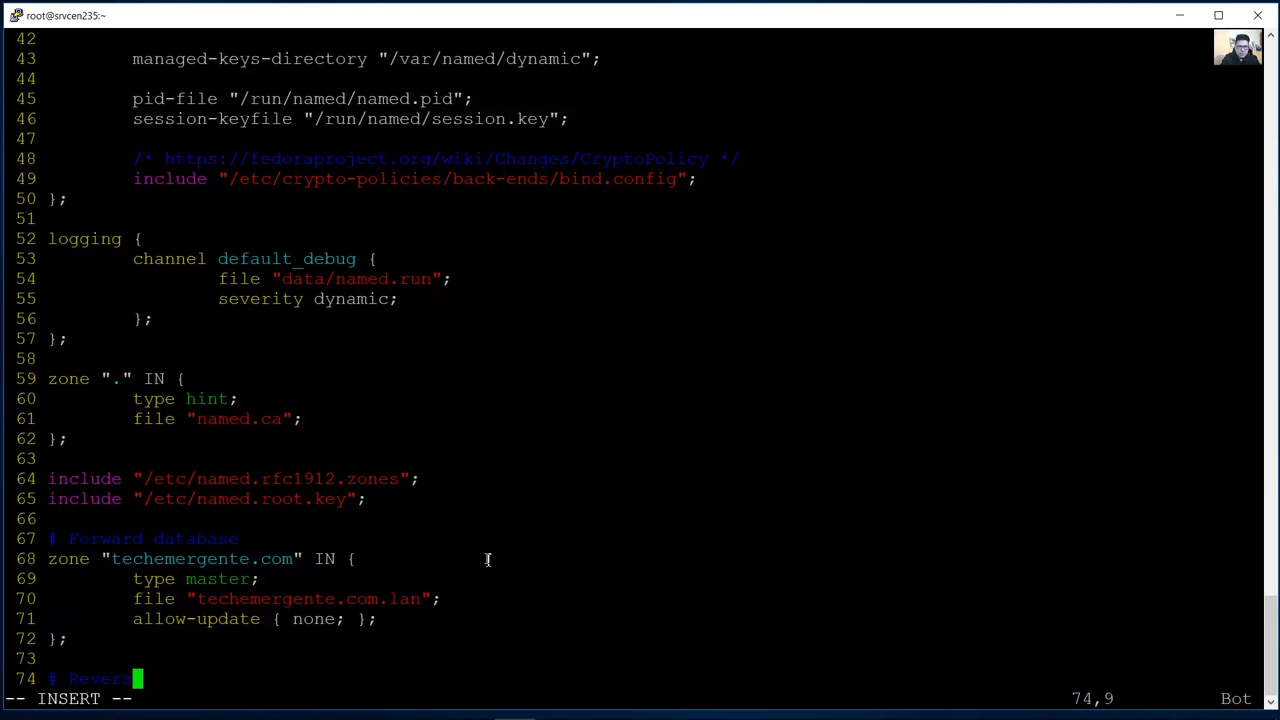 root@srvcen235:~
42
43 managed-keys-directory "/var/named/dynamic";
44
45 pid-file "/run/named/named.pid";
46 session-keyfile "/run/named/session.key";
47
48 /* https://fedoraproject.org/wiki/Changes/CryptoPolicy */
49 include "/etc/crypto-policies/back-ends/bind.config";
50 };
51
52 logging {
53 channel default_debug {
54 file "data/named.run";
55 severity dynamic;
56 };
57 };
58
59 zone "." IN {
60 type hint;
61 file "named.ca";
62 };
63
64 include "/etc/named.rfc1912.zones";
65 include "/etc/named.root.key";
66
67 # Forward database
68 zone "techemergente.com" IN {
69 type master;
70 file "techemergente.com.lan";
71 allow-update { none; };
72 };
73
74 # Revers
-- INSERT -- 74,9 Bot